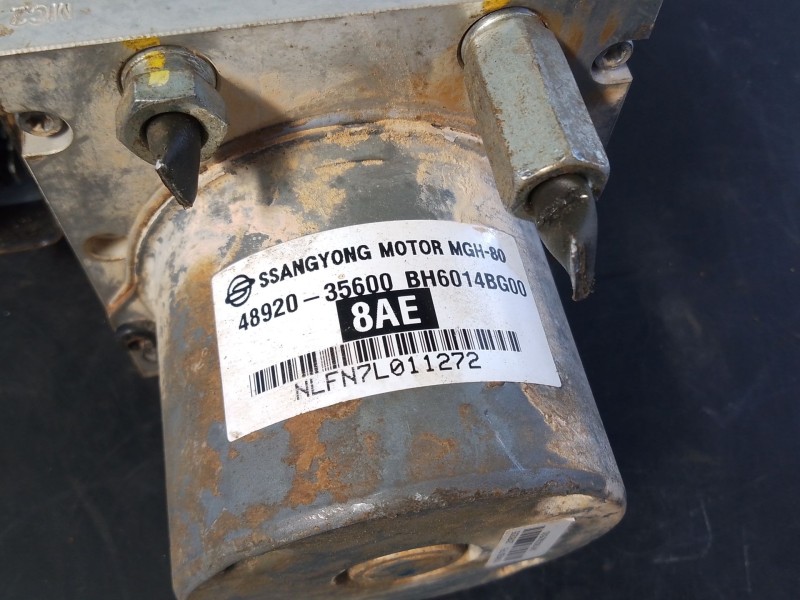 SSANGYONG MOTOR MGH-80
48920-35600 BH6014BG00
8AE
NLFN7L011272